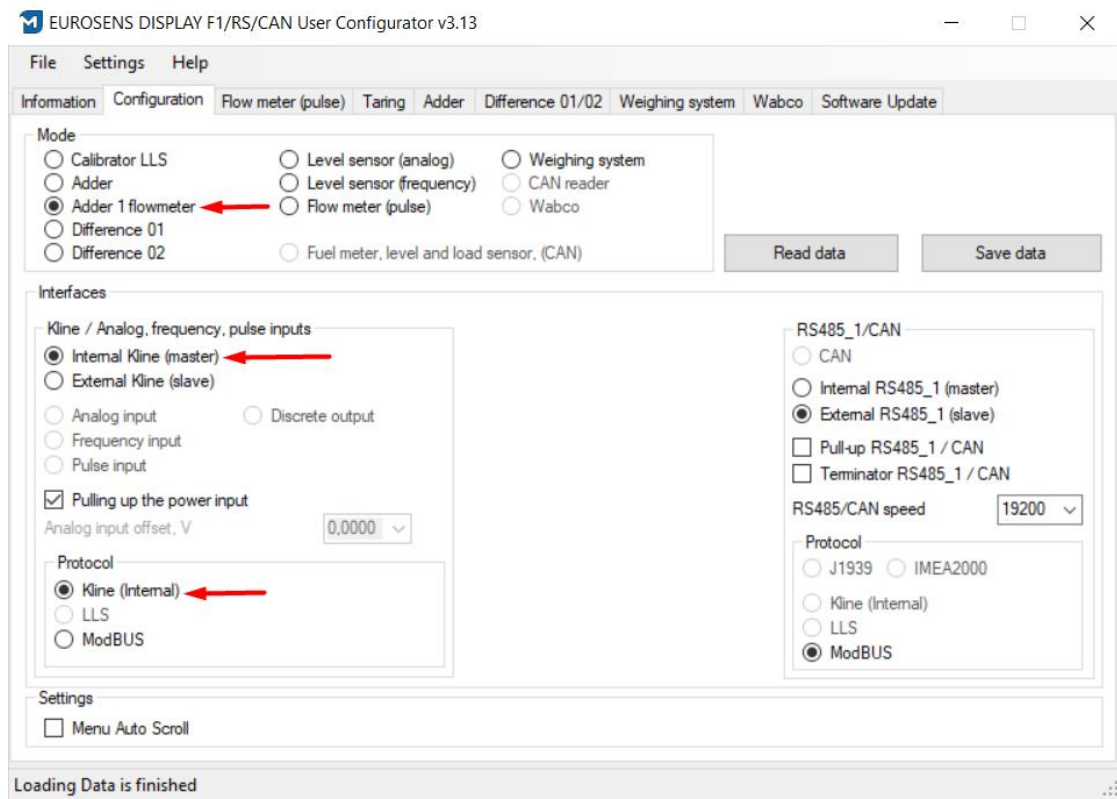 EUROSENS DISPLAY F1/RS/CAN User Configurator v3.13
File Settings Help
Information Configuration Flow meter (pulse) Taring Adder Difference 01/02 Weighing system Wabco Software Update
Mode
Calibrator LLS Level sensor (analog) Weighing system
Adder Level sensor (frequency) CAN reader
Adder 1 flowmeter Flow meter (pulse) Wabco
Difference 01
Difference 02 Fuel meter, level and load sensor, (CAN)
Read data Save data
Interfaces
Kline / Analog, frequency, pulse inputs
Internal Kline (master)
External Kline (slave)
Analog input Discrete output
Frequency input
Pulse input
Pulling up the power input
Analog input offset, V 0,0000
Protocol
Kline (Internal)
LLS
ModBUS
RS485_1/CAN
CAN
Internal RS485_1 (master)
External RS485_1 (slave)
Pull-up RS485_1 / CAN
Terminator RS485_1 / CAN
RS485/CAN speed 19200
Protocol
J1939 IMEA2000
Kline (Internal)
LLS
ModBUS
Settings
Menu Auto Scroll
Loading Data is finished